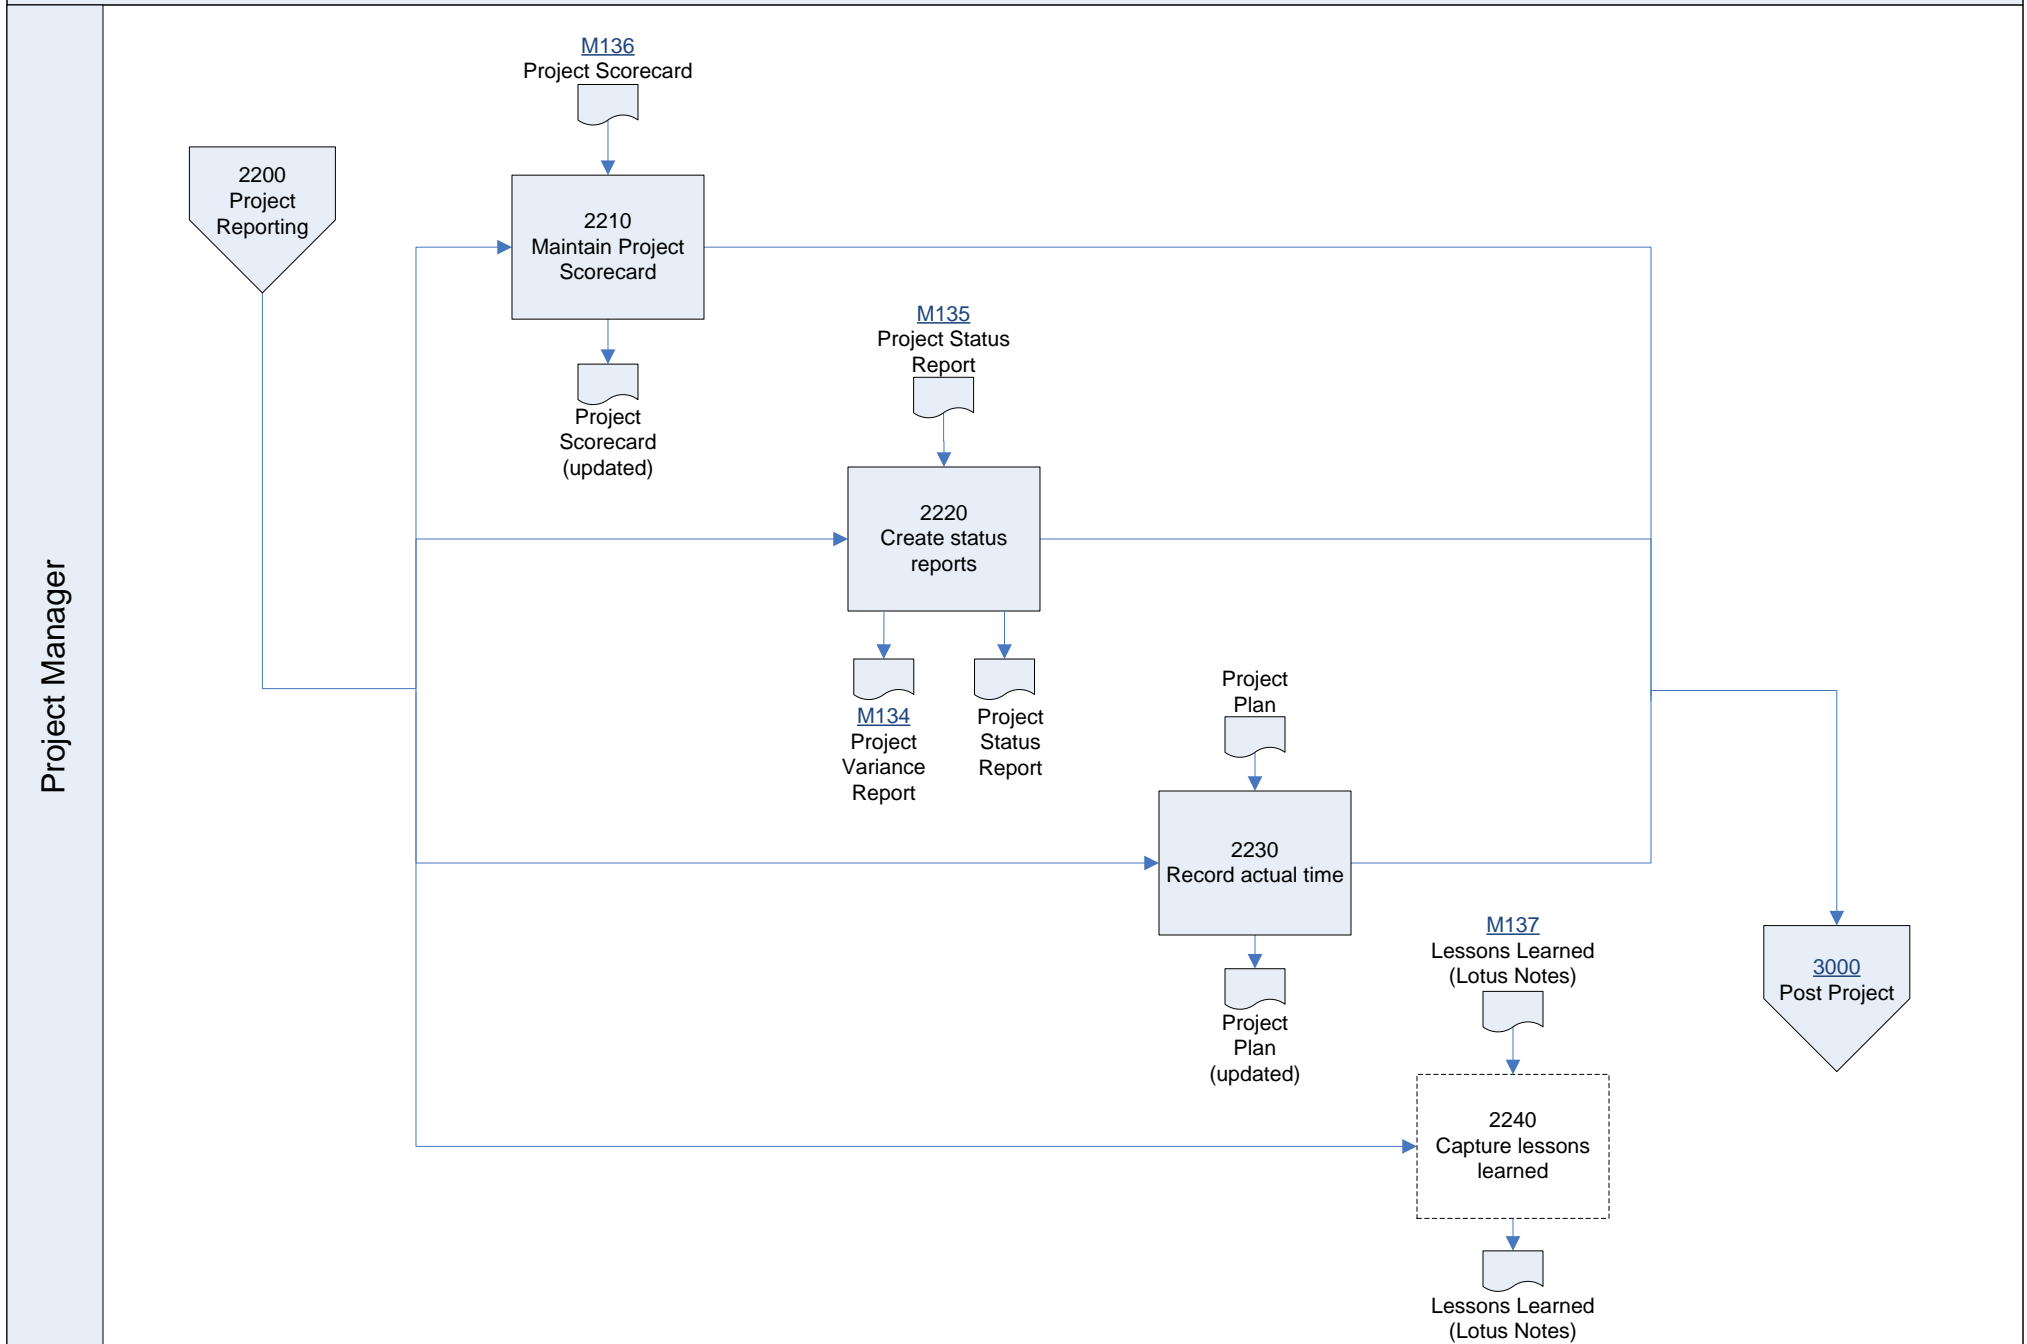 Project Manager
M136
Project Scorecard
2200
Project
Reporting
2210
Maintain Project
Scorecard
Project
Scorecard
(updated)
M135
Project Status
Report
2220
Create status
reports
M134
Project
Variance
Report
Project
Status
Report
Project
Plan
2230
Record actual time
Project
Plan
(updated)
M137
Lessons Learned
(Lotus Notes)
2240
Capture lessons
learned
Lessons Learned
(Lotus Notes)
3000
Post Project